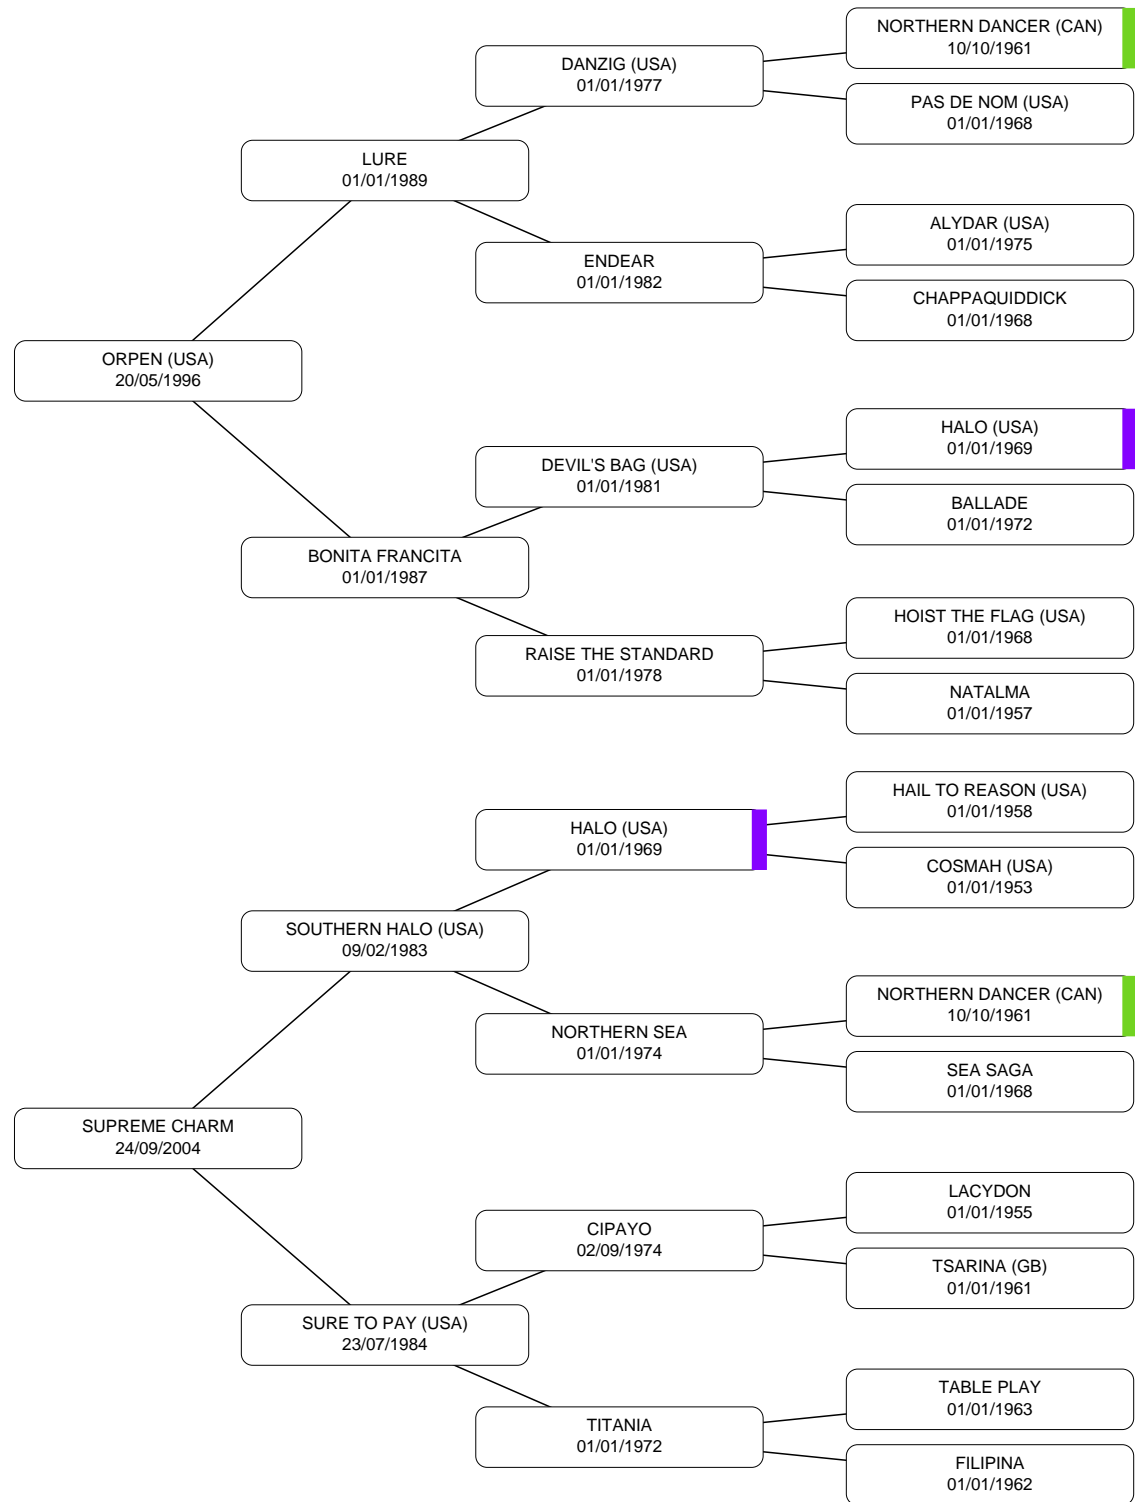 NORTHERN DANCER (CAN)
10/10/1961
DANZIG (USA)
01/01/1977
PAS DE NOM (USA)
01/01/1968
LURE
01/01/1989
ALYDAR (USA)
01/01/1975
ENDEAR
01/01/1982
CHAPPAQUIDDICK
01/01/1968
ORPEN (USA)
20/05/1996
HALO (USA)
01/01/1969
DEVIL'S BAG (USA)
01/01/1981
BALLADE
01/01/1972
BONITA FRANCITA
01/01/1987
HOIST THE FLAG (USA)
01/01/1968
RAISE THE STANDARD
01/01/1978
NATALMA
01/01/1957
HAIL TO REASON (USA)
01/01/1958
HALO (USA)
01/01/1969
COSMAH (USA)
01/01/1953
SOUTHERN HALO (USA)
09/02/1983
NORTHERN DANCER (CAN)
10/10/1961
NORTHERN SEA
01/01/1974
SEA SAGA
01/01/1968
SUPREME CHARM
24/09/2004
LACYDON
01/01/1955
CIPAYO
02/09/1974
TSARINA (GB)
01/01/1961
SURE TO PAY (USA)
23/07/1984
TABLE PLAY
01/01/1963
TITANIA
01/01/1972
FILIPINA
01/01/1962